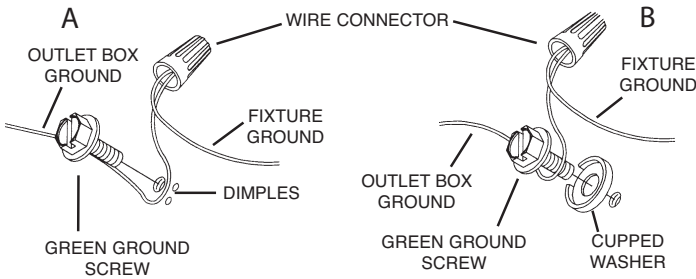 A
WIRE CONNECTOR
B
OUTLET BOX
GROUND
FIXTURE
GROUND
DIMPLES
GREEN GROUND
SCREW
FIXTURE
GROUND
OUTLET BOX
GROUND
GREEN GROUND
SCREW
CUPPED
WASHER